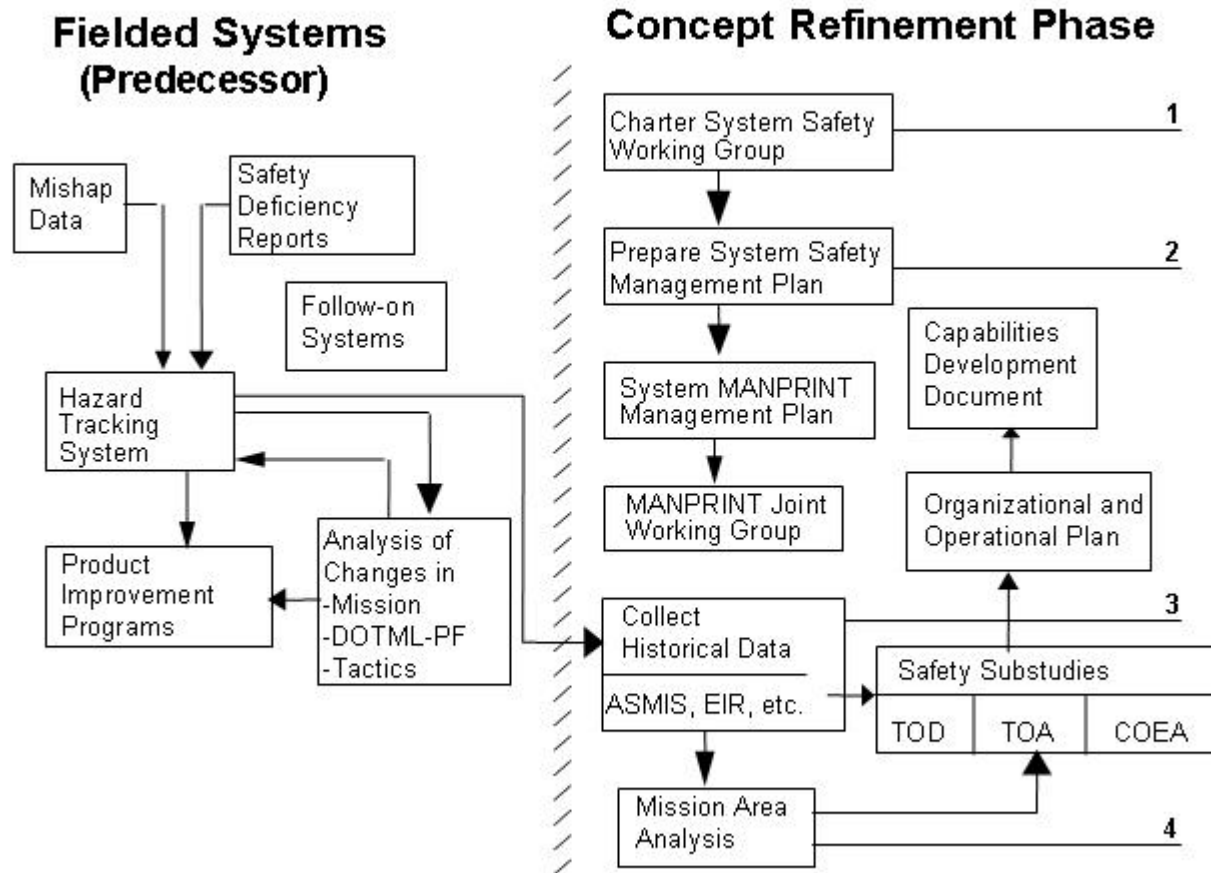 Fielded Systems
(Predecessor)
Mishap
Data
Safety
Deficiency
Reports
Follow-on
Systems
Hazard
Tracking
System
Product
Improvement
Programs
Analysis of
Changes in
-Mission
-DOTML-PF
-Tactics
Concept Refinement Phase
Charter System Safety
Working Group
1
Prepare System Safety
Management Plan
2
System MANPRINT
Management Plan
MANPRINT Joint
Working Group
Capabilities
Development
Document
Organizational and
Operational Plan
Collect
Historical Data
ASMIS, EIR, etc.
3
Safety Substudies
TOD
TOA
COEA
Mission Area
Analysis
4